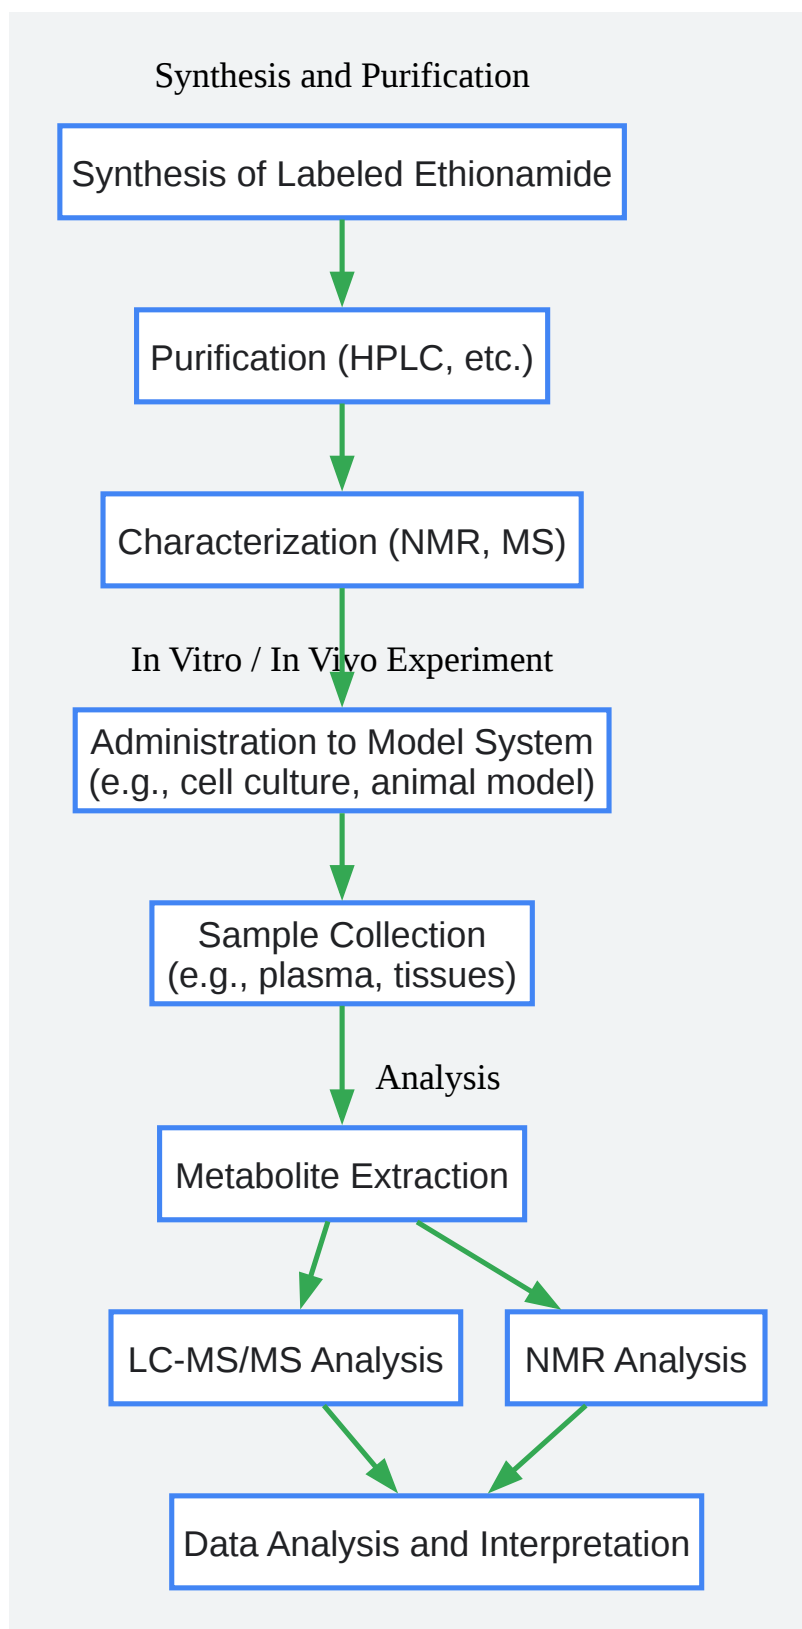 Synthesis and Purification
Synthesis of Labeled Ethionamide
Purification (HPLC, etc.)
Characterization (NMR, MS)
In Vitro / In Vivo Experiment
Administration to Model System
(e.g., cell culture, animal model)
Sample Collection
(e.g., plasma, tissues)
Analysis
Metabolite Extraction
LC-MS/MS Analysis
NMR Analysis
Data Analysis and Interpretation